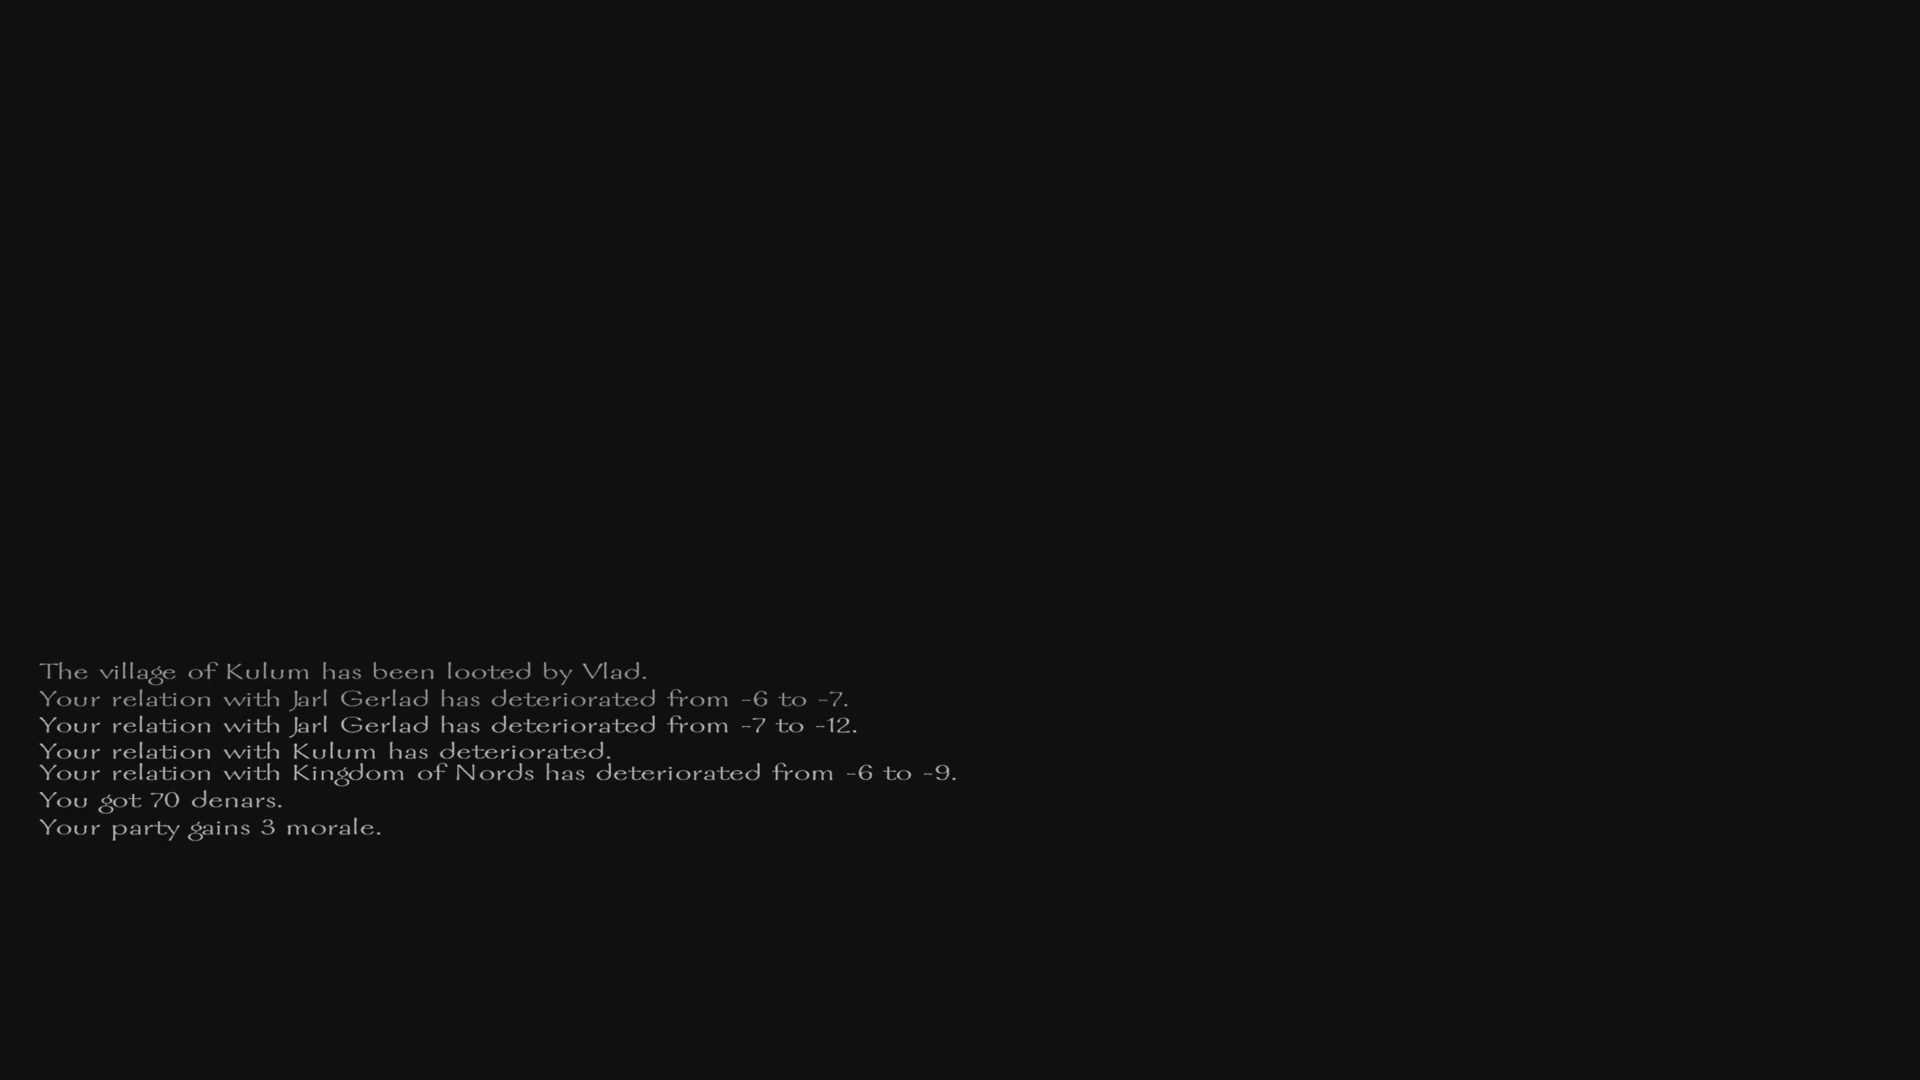 The village of Kulum has been looted by Vlad.
Your relation with Jarl Gerlad has deteriorated from -6 to -7.
Your relation with Jarl Gerlad has deteriorated from -7 to -12.
Your relation with Kulum has deteriorated.
Your relation with Kingdom of Nords has deteriorated from -6 to -9.
You got 70 denars.
Your party gains 3 morale.